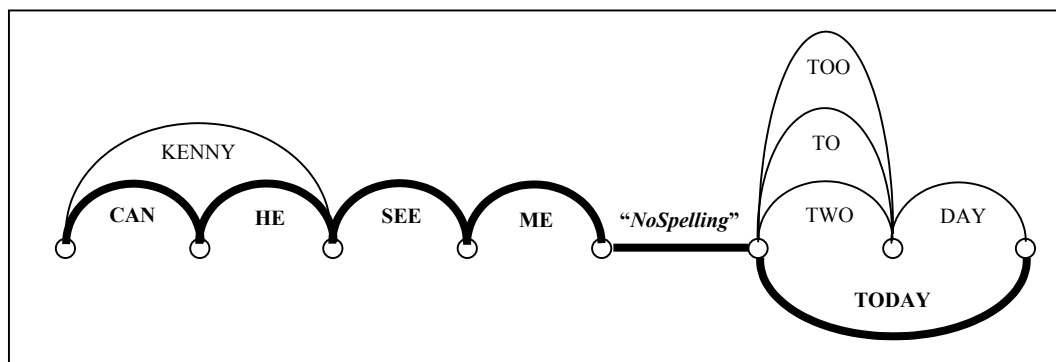 TOO
KENNY
TO
CAN HE SEE ME “NoSpelling” TWO DAY
TODAY